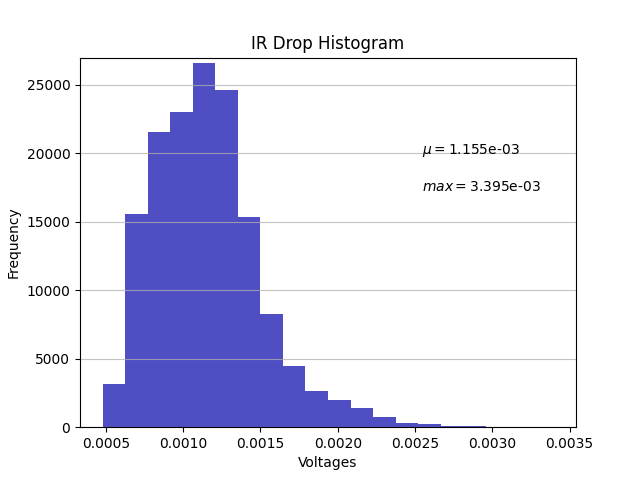 IR Drop Histogram
25000
20000
15000
10000
5000
0
Frequency
μ = 1.155e-03
max = 3.395e-03
0.0005 0.0010 0.0015 0.0020 0.0025 0.0030 0.0035
Voltages